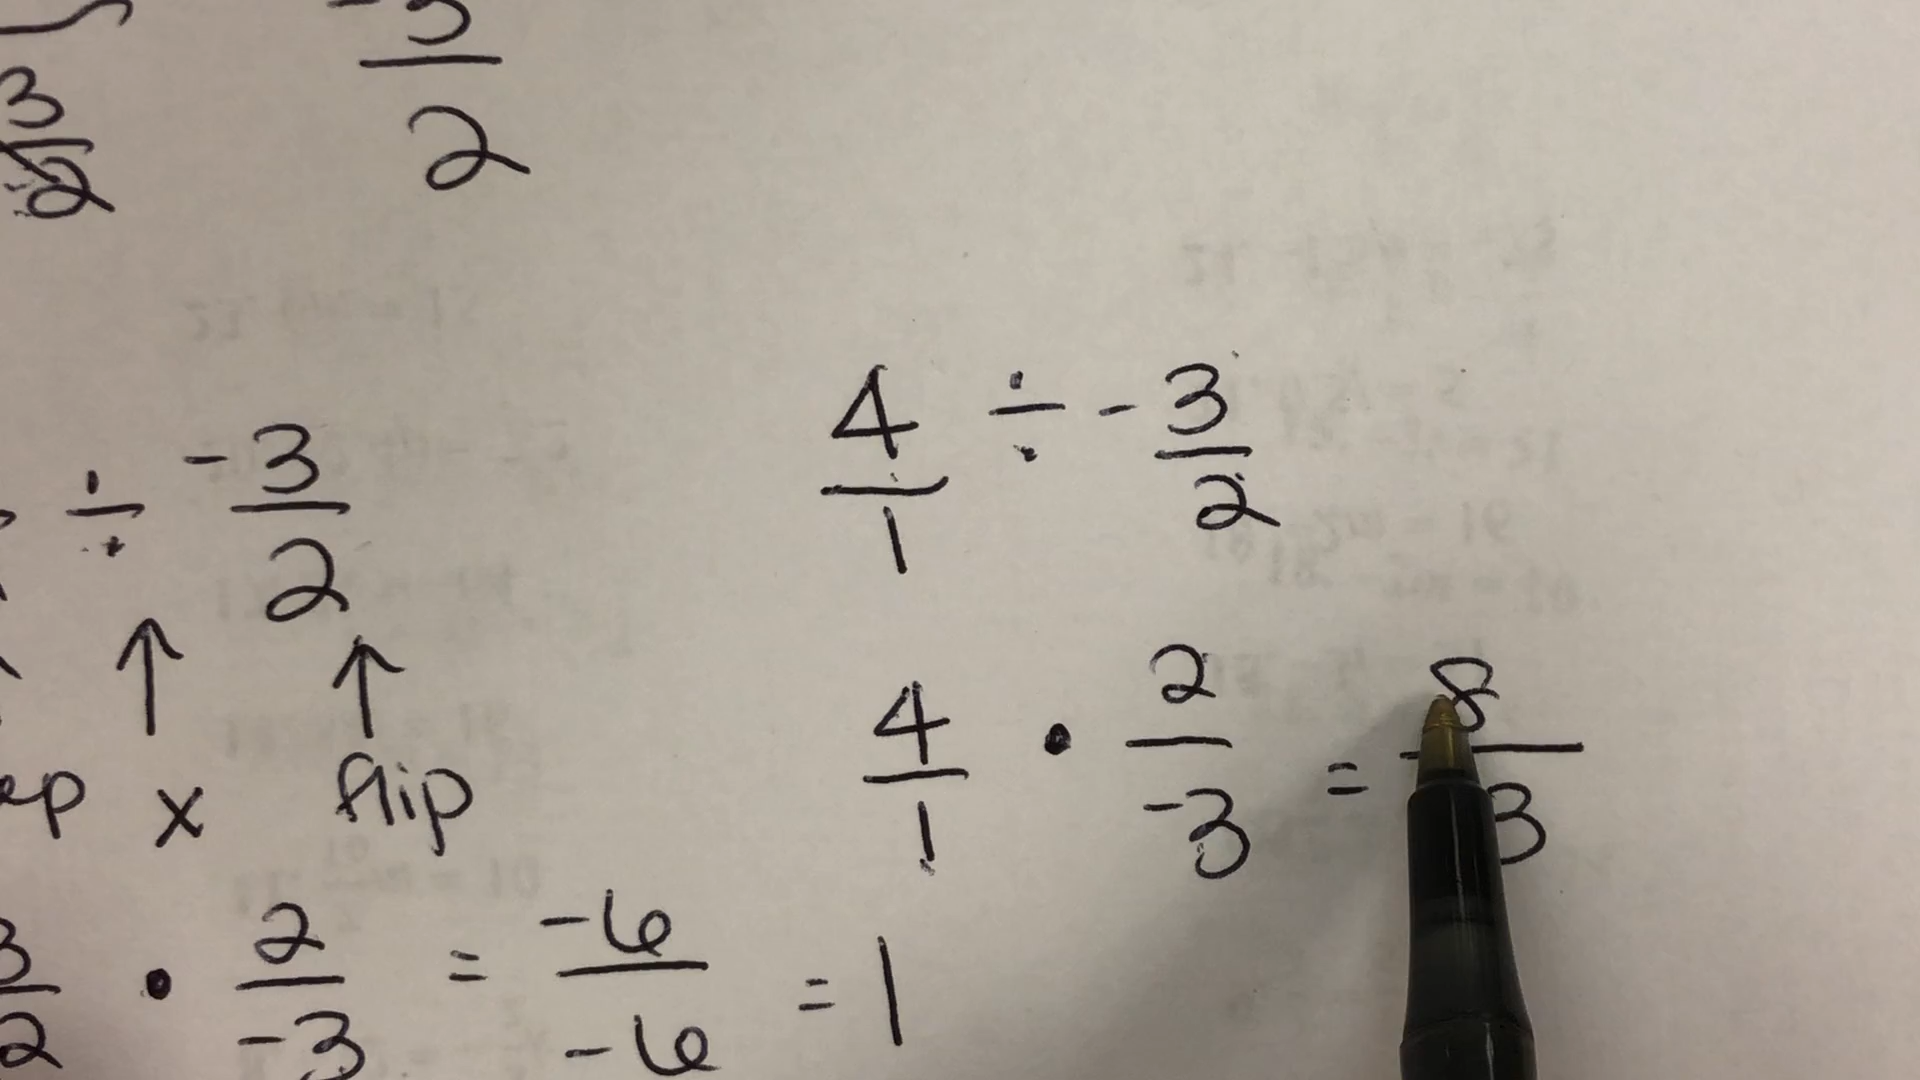 -3
3
2
2
4 ÷ -3
1 2
÷ -3
2
4 · 2 = 8
1 -3 3
x flip
3 · 2 = -6 = 1
2 -3 -6